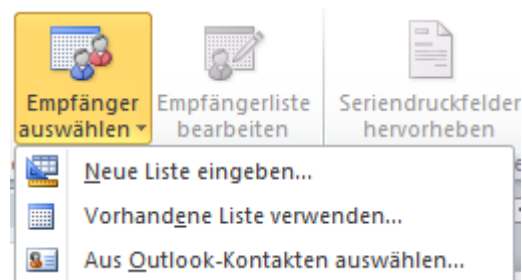 Empfänger auswählen
Empfängerliste bearbeiten
Seriendruckfelder hervorheben
Neue Liste eingeben...
Vorhandene Liste verwenden...
Aus Outlook-Kontakten auswählen...